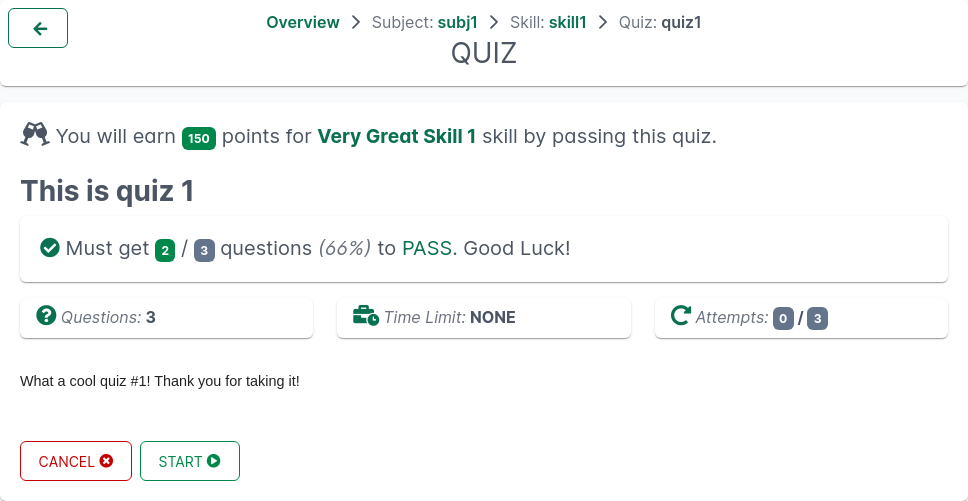 Overview > Subject: subj1 > Skill: skill1 > Quiz: quiz1
QUIZ
You will earn 150 points for Very Great Skill 1 skill by passing this quiz.
This is quiz 1
Must get 2 / 3 questions (66%) to PASS. Good Luck!
Questions: 3 Time Limit: NONE Attempts: 0 / 3
What a cool quiz #1! Thank you for taking it!
CANCEL START